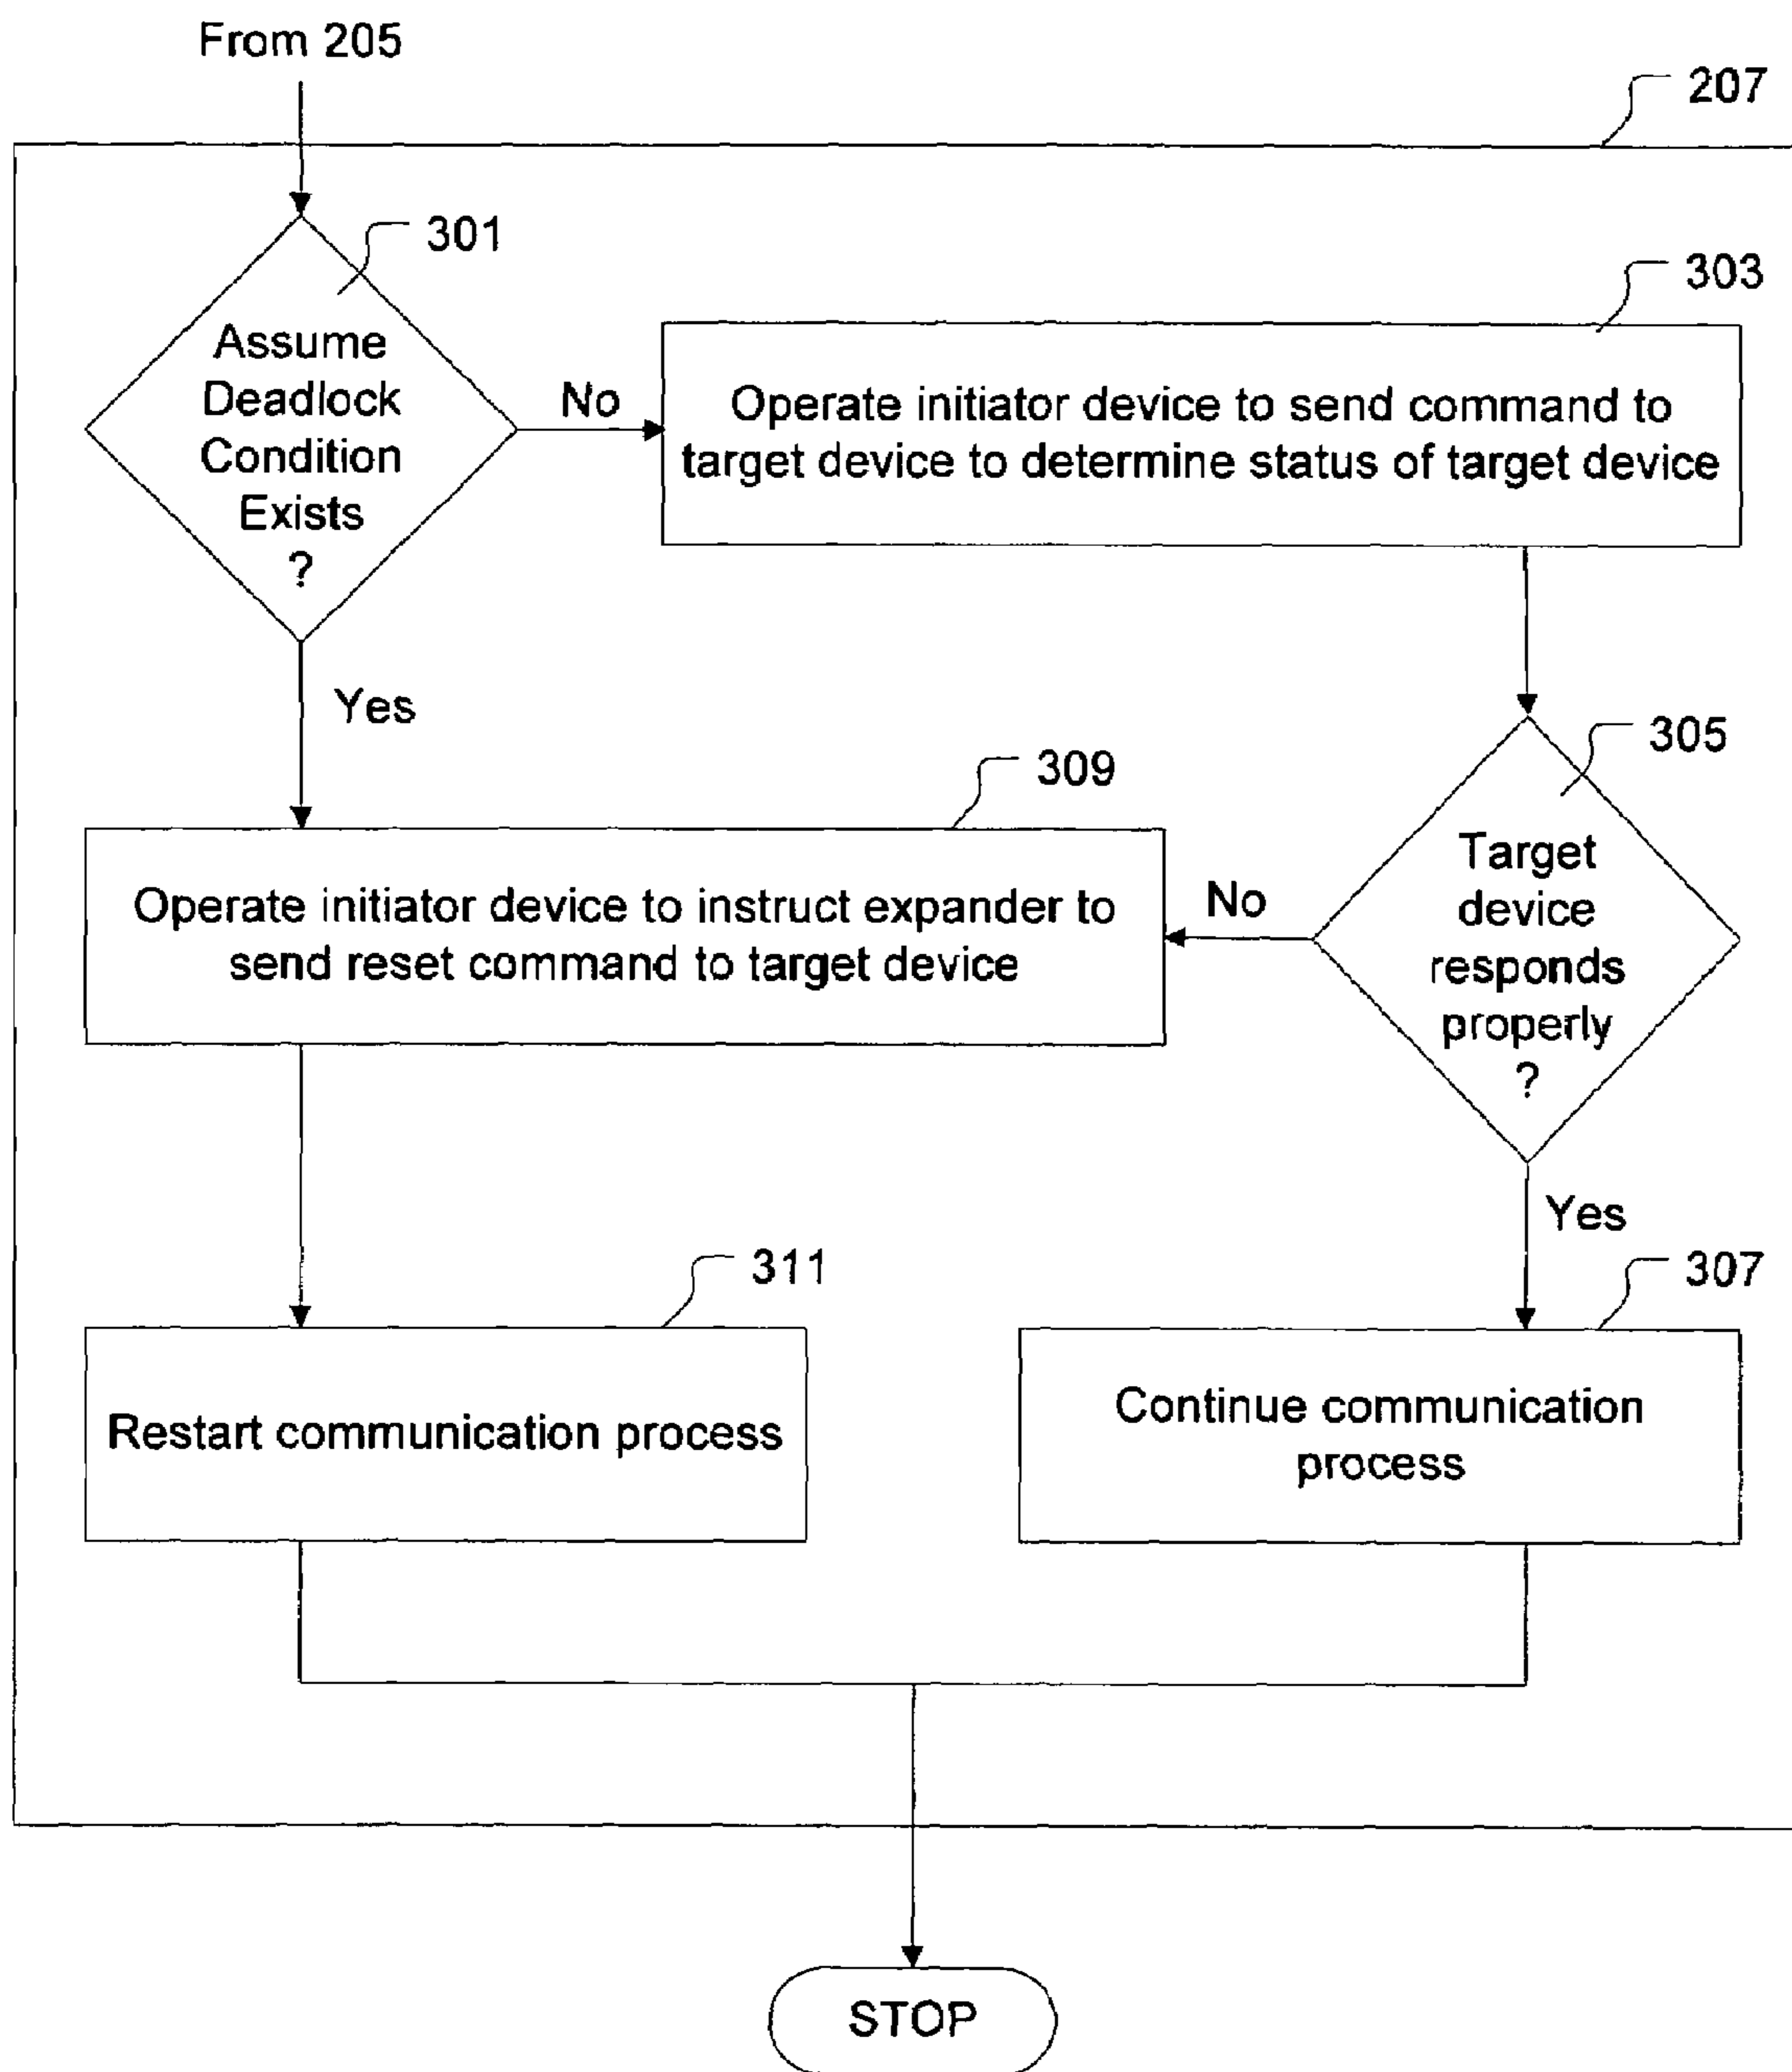 From 205
207
301
Assume
Deadlock
Condition
Exists
?
No
303
Operate initiator device to send command to
target device to determine status of target device
Yes
305
Target
device
responds
properly
?
No
309
Operate initiator device to instruct expander to
send reset command to target device
Yes
311
Restart communication process
307
Continue communication
process
STOP